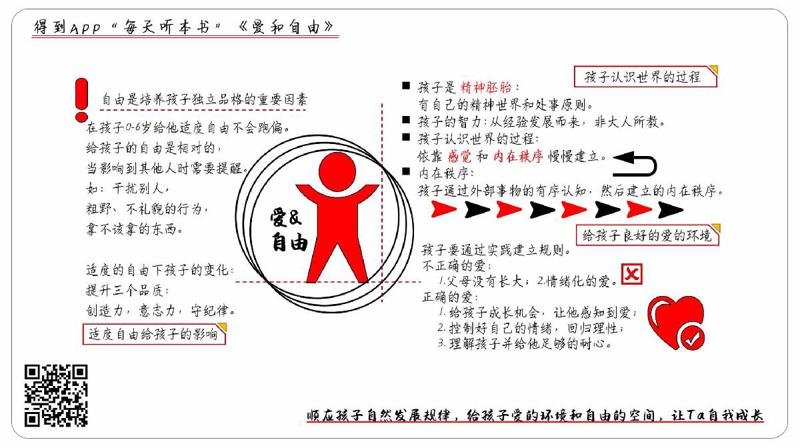 得到APP“每天听本书”《爱和自由》
自由是培养孩子独立品格的重要因素
在孩子0-6岁给他适度自由不会跑偏。
给孩子的自由是相对的，
当影响到其他人时需要提醒。
如：干扰别人，
粗野、不礼貌的行为，
拿不该拿的东西。
适度的自由下孩子的变化：
提升三个品质：
创造力，意志力，守纪律。
适度自由给孩子的影响
爱&
自由
孩子认识世界的过程
孩子是 精神胚胎：
有自己的精神世界和处事原则。
孩子的智力：从经验发展而来，非大人所教。
孩子认识世界的过程：
依靠 感觉 和 内在秩序 慢慢建立。
内在秩序：
孩子通过外部事物的有序认知，然后建立的内在秩序。
给孩子良好的爱的环境
孩子要通过实践建立规则。
不正确的爱：
1.父母没有长大；2.情绪化的爱。
正确的爱：
1. 给孩子成长机会，让他感知到爱；
2. 控制好自己的情绪，回归理性；
3. 理解孩子并给他足够的耐心。
顺应孩子自然发展规律，给孩子爱的环境和自由的空间，让Ta自我成长